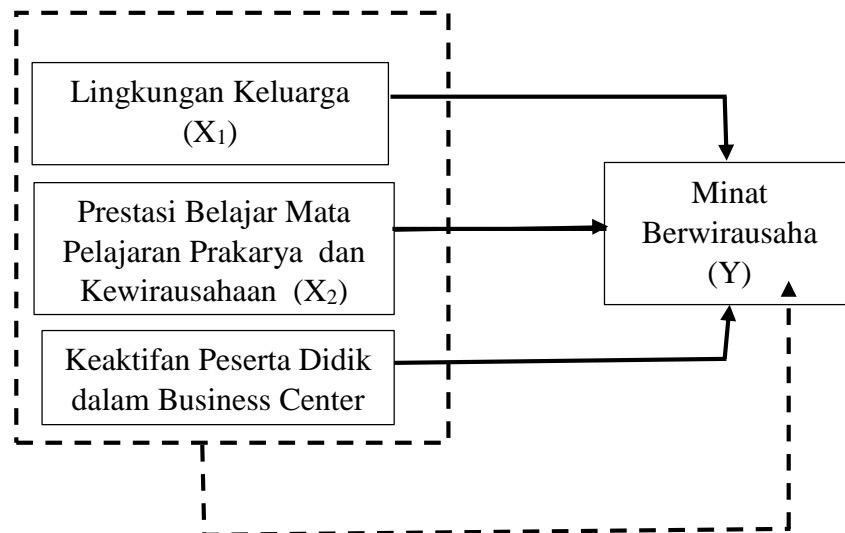 Lingkungan Keluarga
(X₁)
Prestasi Belajar Mata
Pelajaran Prakarya dan
Kewirausahaan (X₂)
Keaktifan Peserta Didik
dalam Business Center
Minat
Berwirausaha
(Y)